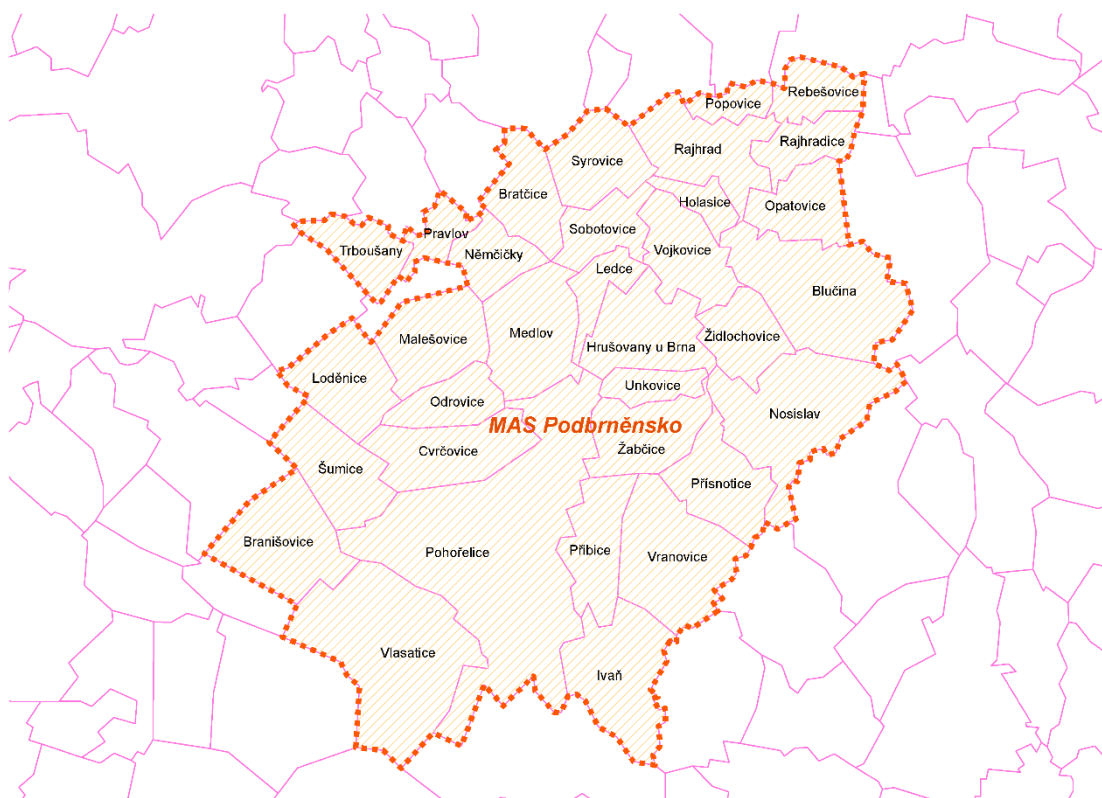 Rebešovice
Popovice
Rajhradice
Rajhrad
Syrovice
Bratčice
Holasice
Opatovice
Pravlov
Sobotovice
Trboušany
Němčičky
Vojkovice
Ledce
Blučina
Malešovice
Medlov
Židlochovice
Hrušovany u Brna
Loděnice
Unkovice
Odrovice
Nosislav
MAS Podbrněnsko
Cvrčovice
Žabčice
Šumice
Přísnotice
Branišovice
Pohořelice
Přibice
Vranovice
Vlasatice
Ivaň